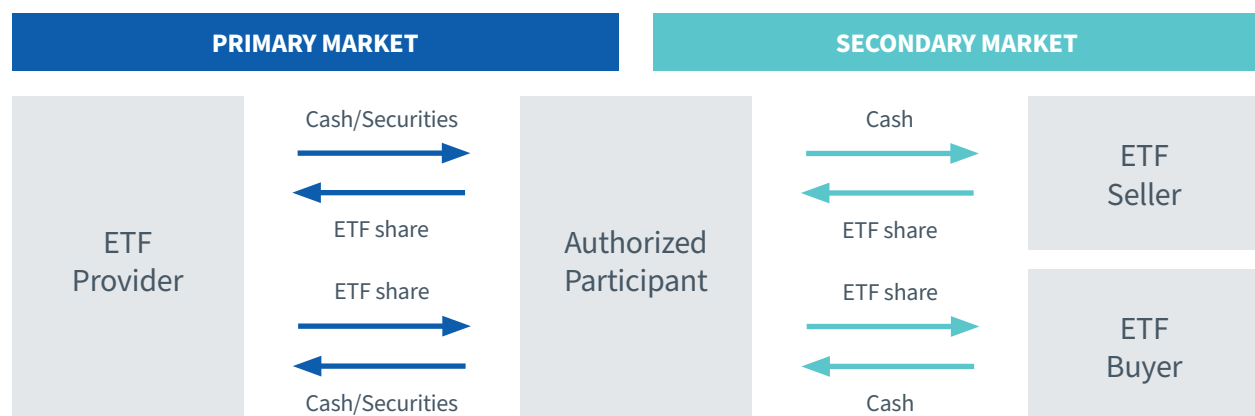 PRIMARY MARKET
SECONDARY MARKET
Cash/Securities
ETF share
ETF share
Cash/Securities
ETF
Provider
Authorized
Participant
Cash
ETF share
ETF share
Cash
ETF
Seller
ETF
Buyer